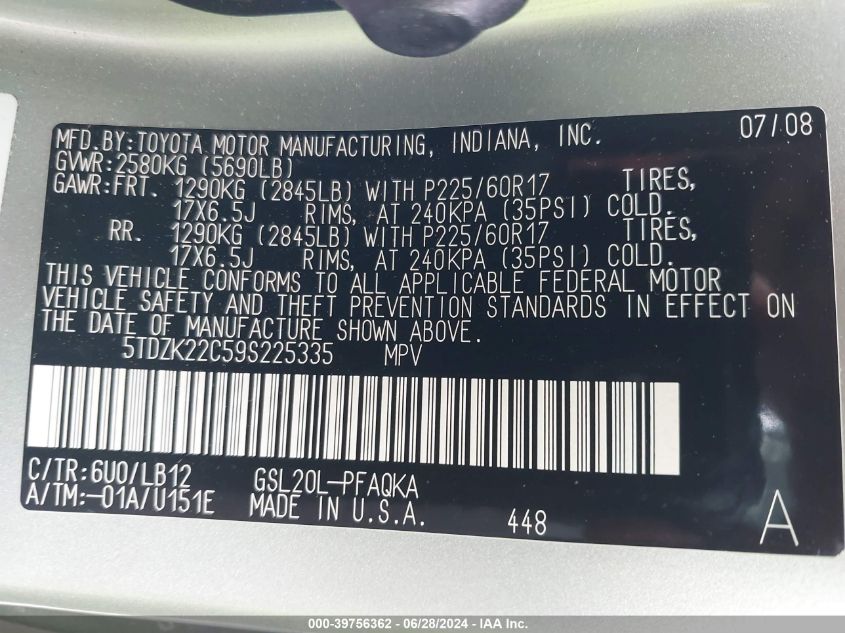 MFD.BY:TOYOTA MOTOR MANUFACTURING, INDIANA, INC. 07/08
GVWR:2580KG (5690LB)
GAWR:FRT. 1290KG (2845LB) WITH P225/60R17 TIRES,
17X6.5J RIMS, AT 240KPA (35PSI) COLD.
RR. 1290KG (2845LB) WITH P225/60R17 TIRES,
17X6.5J RIMS, AT 240KPA (35PSI) COLD.
THIS VEHICLE CONFORMS TO ALL APPLICABLE FEDERAL MOTOR
VEHICLE SAFETY AND THEFT PREVENTION STANDARDS IN EFFECT ON
THE DATE OF MANUFACTURE SHOWN ABOVE.
5TDZK22C59S225335 MPV
C/TR:6U0/LB12 GSL20L-PFAQKA
A/TM:-01A/U151E MADE IN U.S.A. 448 A
000-39756362 / 06/28/2024 - IAA Inc.